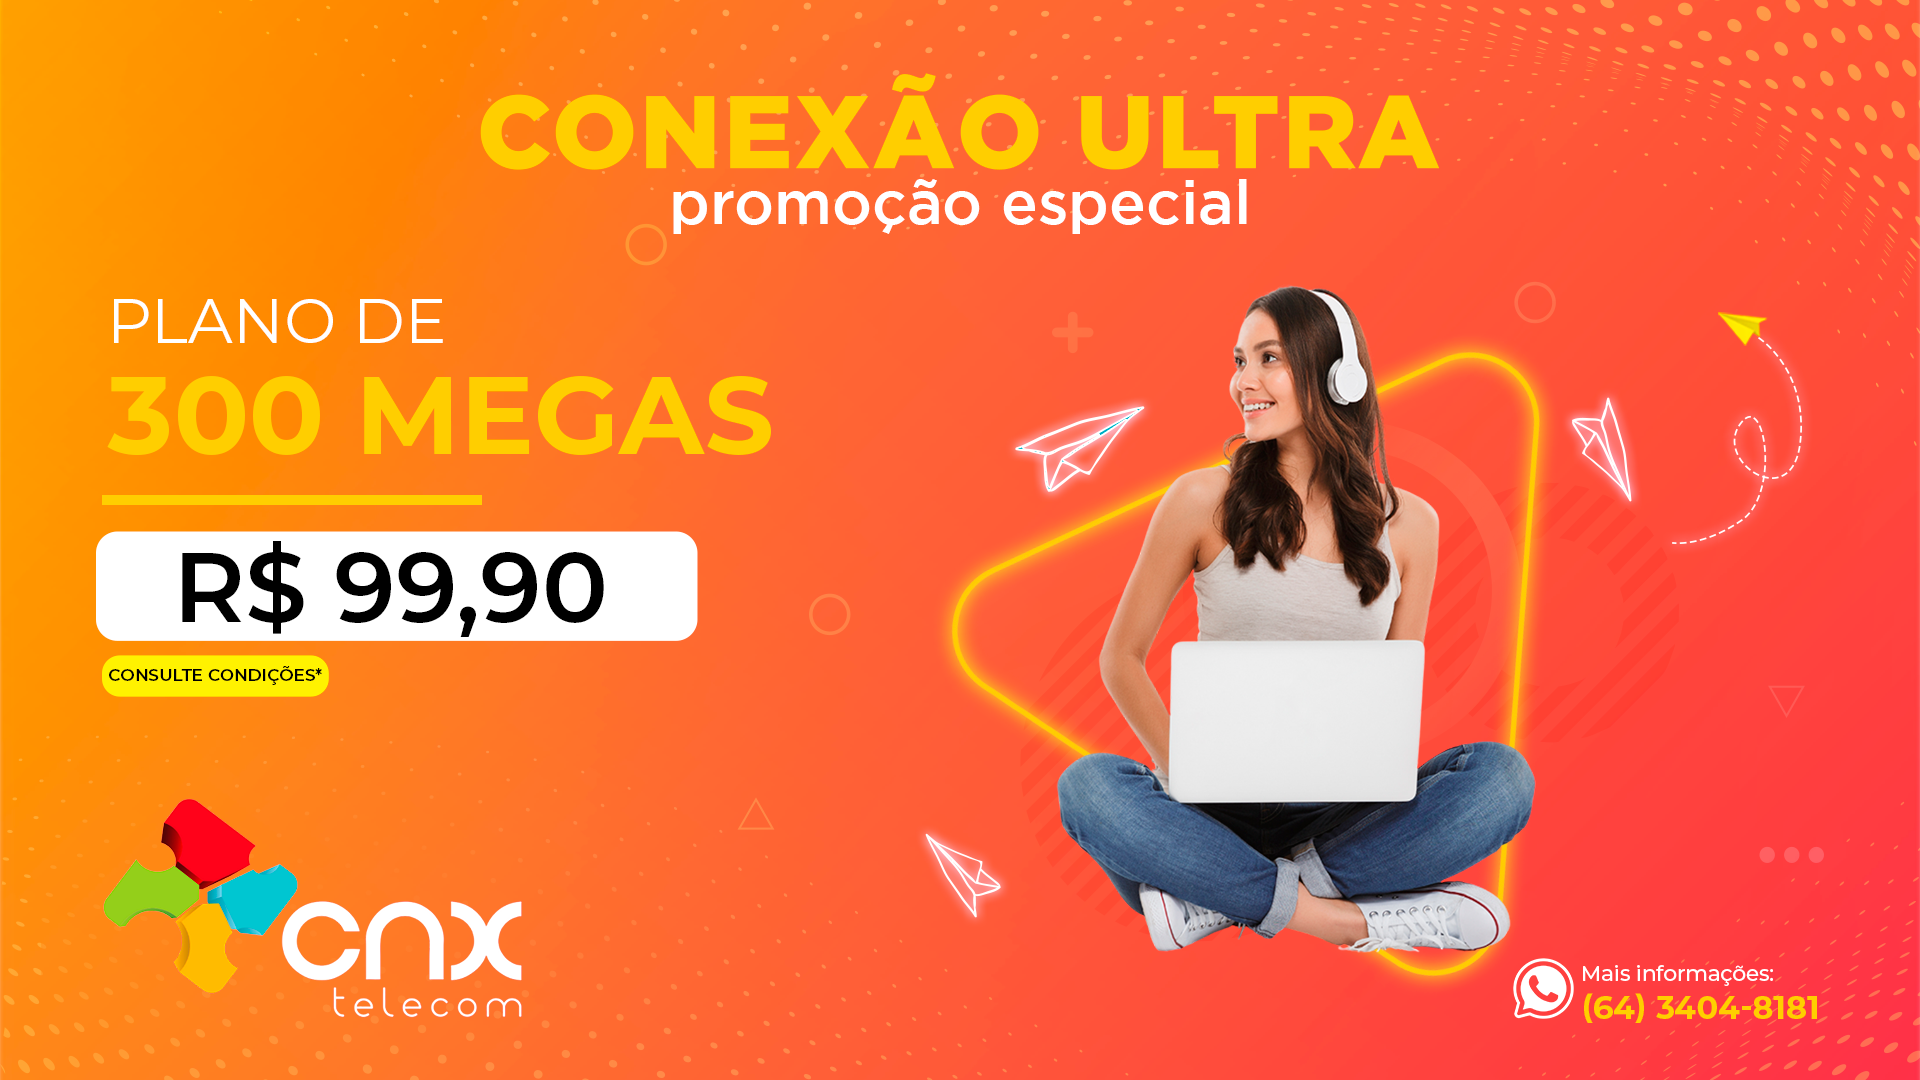 CONEXÃO ULTRA
promoção especial
PLANO DE
300 MEGAS
R$ 99,90
CONSULTE CONDIÇÕES*
cnx
telecom
Mais informações:
(64) 3404-8181